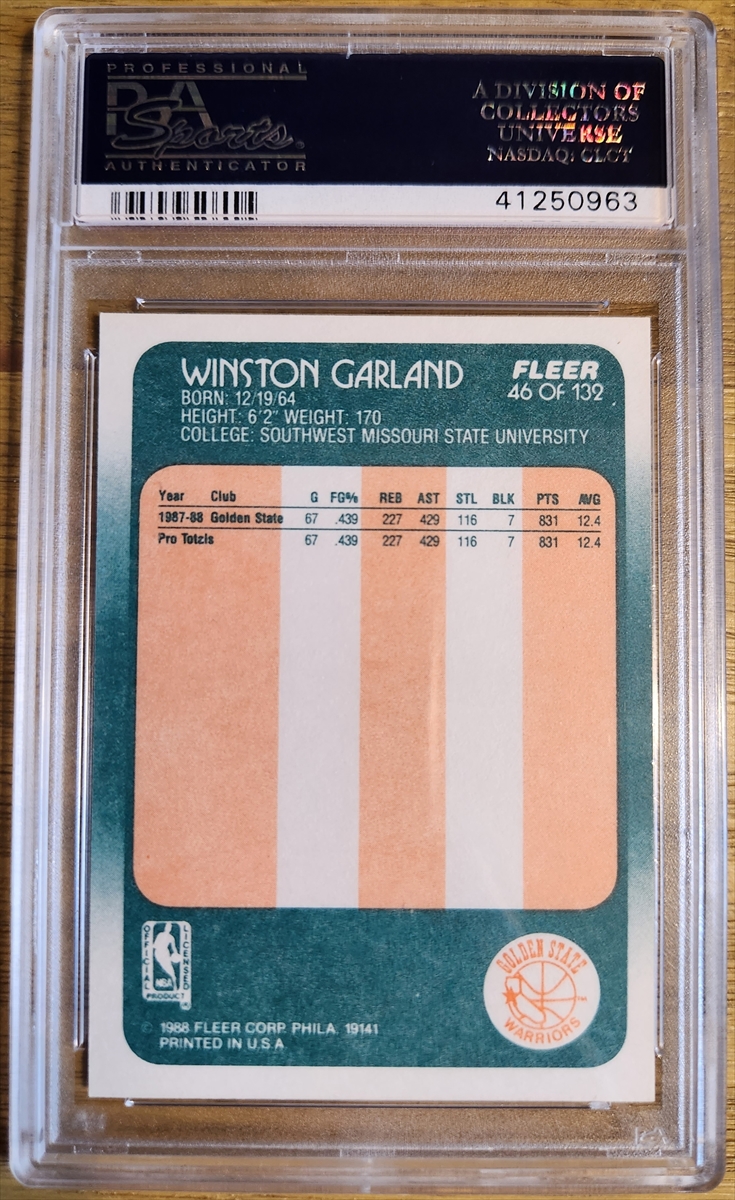 PROFESSIONAL
PSA
Sports
AUTHENTICATOR
A DIVISION OF
COLLECTORS
UNIVERSE
NASDAQ: CLCT
41250963
WINSTON GARLAND
FLEER
46 OF 132
BORN: 12/19/64
HEIGHT: 6'2" WEIGHT: 170
COLLEGE: SOUTHWEST MISSOURI STATE UNIVERSITY
Year Club G FG% REB AST STL BLK PTS AVG
1987-88 Golden State 67 .439 227 429 116 7 831 12.4
Pro Totals 67 .439 227 429 116 7 831 12.4
OFFICIAL
LICENSED
NBA
PRODUCT
GOLDEN STATE
WARRIORS
© 1988 FLEER CORP. PHILA. 19141
PRINTED IN U.S.A